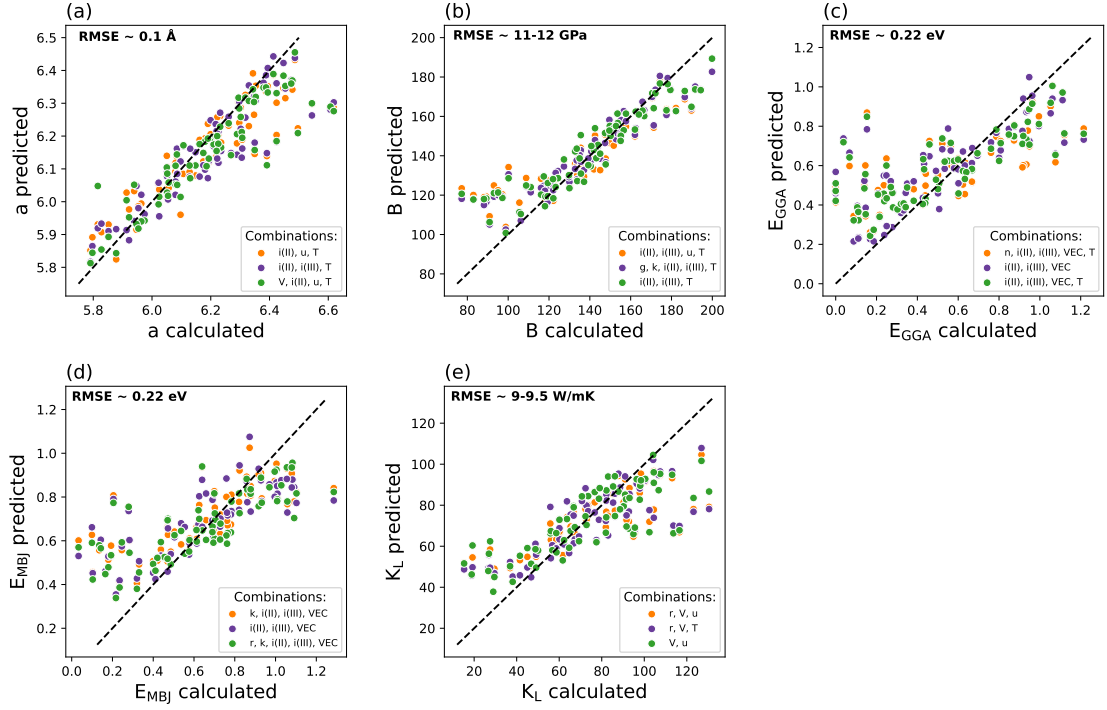 (a)
RMSE ~ 0.1 Å
6.5
6.4
6.3
6.2
6.1
6.0
5.9
5.8
a predicted
5.8 6.0 6.2 6.4 6.6
a calculated
Combinations:
i(II), u, T
i(II), i(III), T
V, i(II), u, T
(b)
RMSE ~ 11-12 GPa
200
180
160
140
120
100
80
B predicted
80 100 120 140 160 180 200
B calculated
Combinations:
i(II), i(III), u, T
g, k, i(II), i(III), T
i(II), i(III), T
(c)
RMSE ~ 0.22 eV
1.2
1.0
0.8
0.6
0.4
0.2
0.0
E_GGA predicted
0.0 0.2 0.4 0.6 0.8 1.0 1.2
E_GGA calculated
Combinations:
n, i(II), i(III), VEC, T
i(II), i(III), VEC
i(II), i(III), VEC, T
(d)
RMSE ~ 0.22 eV
1.2
1.0
0.8
0.6
0.4
0.2
E_MBJ predicted
0.0 0.2 0.4 0.6 0.8 1.0 1.2
E_MBJ calculated
Combinations:
k, i(II), i(III), VEC
i(II), i(III), VEC
r, k, i(II), i(III), VEC
(e)
RMSE ~ 9-9.5 W/mK
120
100
80
60
40
20
K_L predicted
20 40 60 80 100 120
K_L calculated
Combinations:
r, V, u
r, V, T
V, u